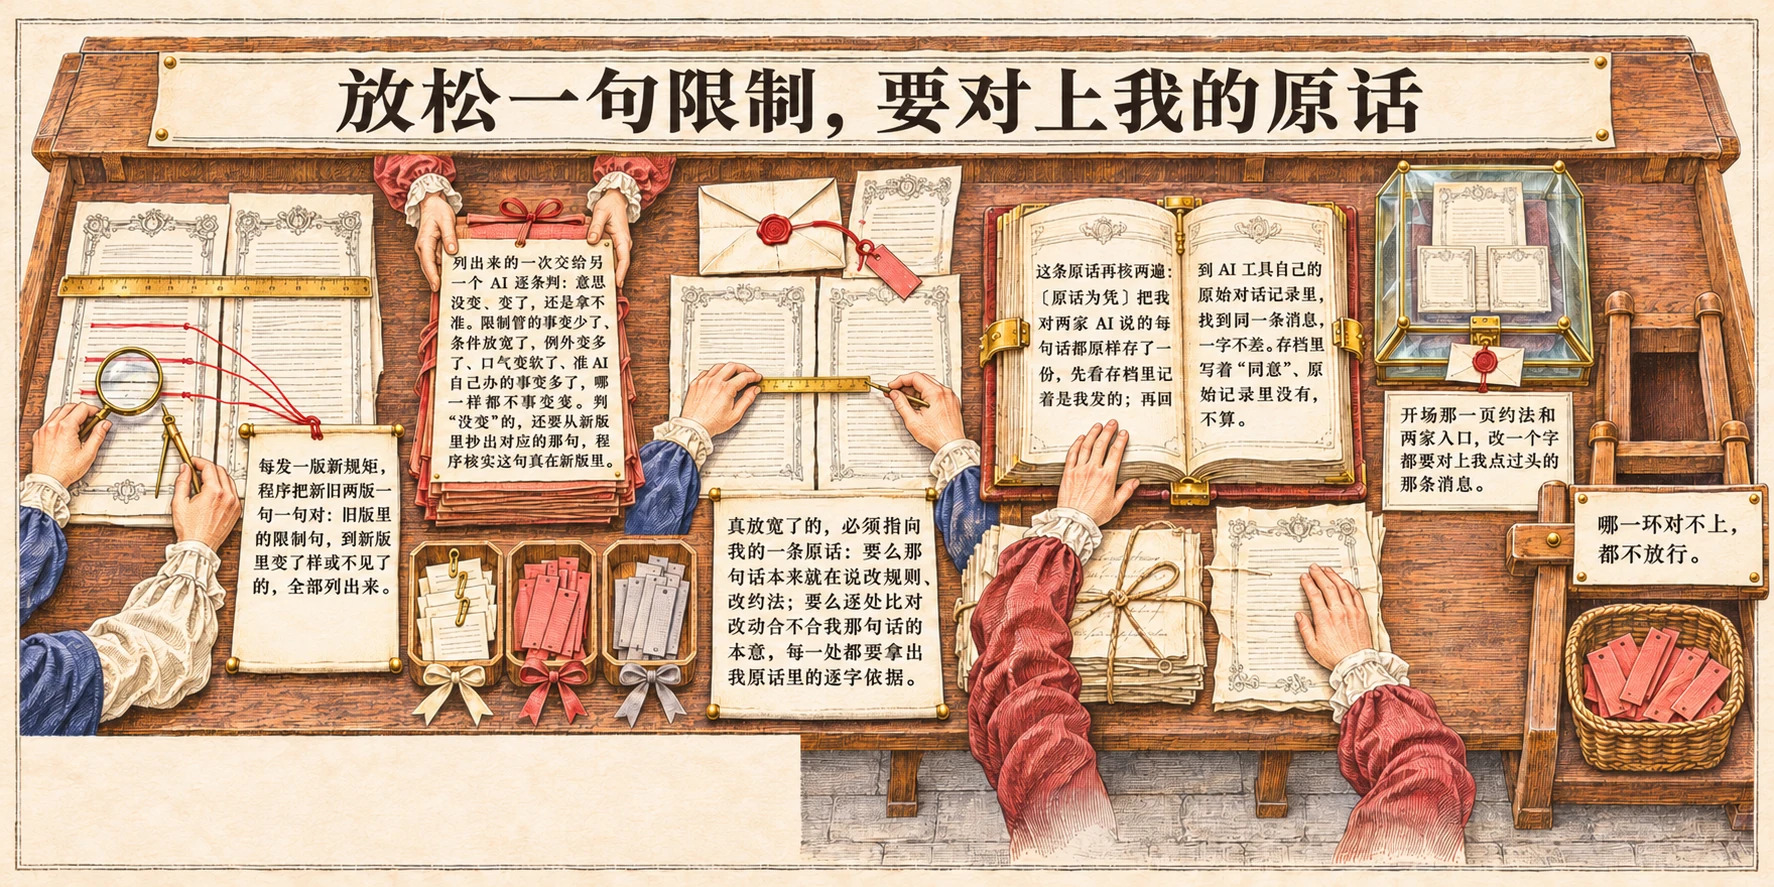 放松一句限制，要对上我的原话
每发一版新规矩，
程序把新旧两版一
句一句对：旧版里
的限制句，到新版
里变了样或不见了
的，全部列出来。
列出来的一次交给另
一个 AI 逐条判：意思
没变、变了，还是拿不
准。限制管的事变少了、
条件放宽了，例外变多
了、口气变软了、准 AI
自己办的事变多了，哪
一样都不事变变。判
“没变”的，还要从新版
里抄出对应的那句，程
序核实这句真在新版里。
真放宽了的，必须指向
我的一条原话：要么那
句话本来就在说改规则、
改约法；要么逐处比对
改动合不合我那句话的
本意，每一处都要拿出
我原话里的逐字依据。
这条原话再核两遍：
〔原话为凭〕把我
对两家 AI 说的每
句话都原样存了一
份，先看存档里记
着是我发的；再回
到 AI 工具自己的
原始对话记录里，
找到同一条消息，
一字不差。存档里
写着“同意”、原
始记录里没有，
不算。
开场那一页约法和
两家入口，改一个字
都要对上我点过头的
那条消息。
哪一环对不上，
都不放行。